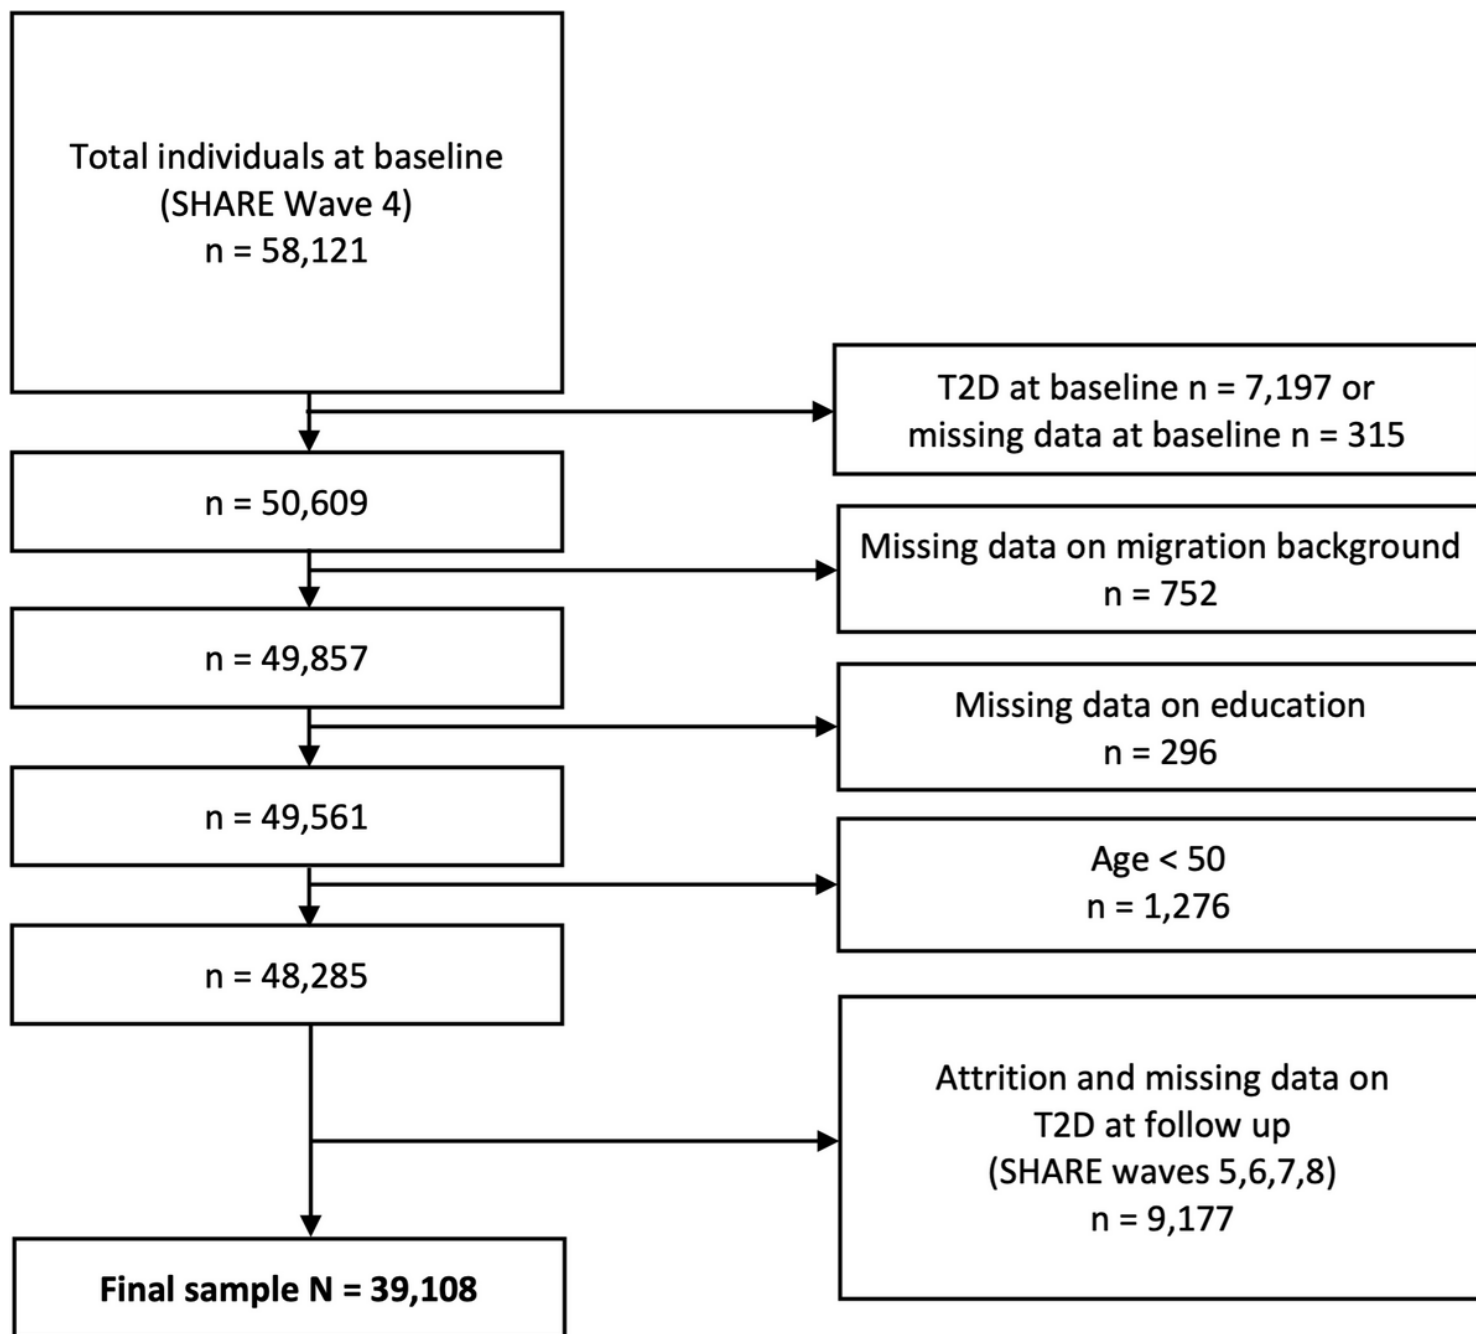 Total individuals at baseline
(SHARE Wave 4)
n = 58,121
T2D at baseline n = 7,197 or
missing data at baseline n = 315
n = 50,609
Missing data on migration background
n = 752
n = 49,857
Missing data on education
n = 296
n = 49,561
Age < 50
n = 1,276
n = 48,285
Attrition and missing data on
T2D at follow up
(SHARE waves 5,6,7,8)
n = 9,177
Final sample N = 39,108